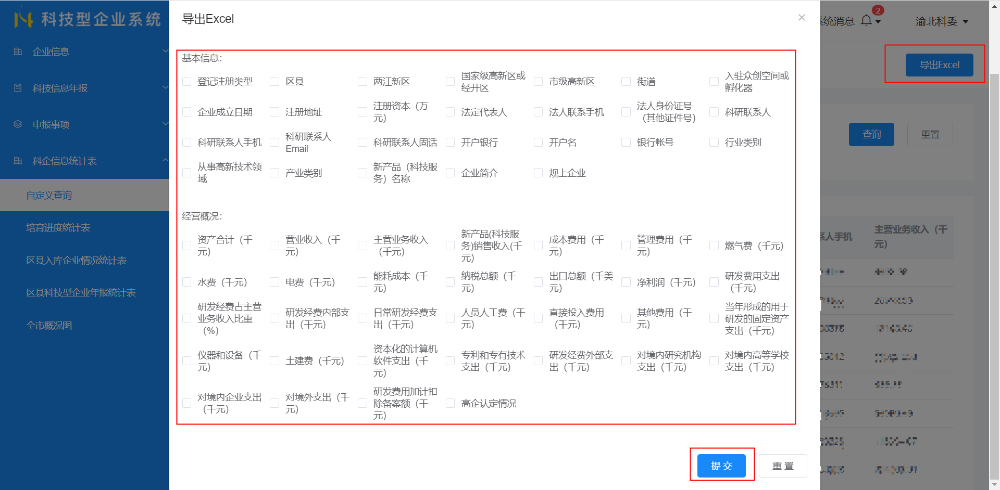 科技型企业系统
企业信息
科技信息年报
申报事项
科企信息统计表
自定义查询
培育进度统计表
区县入库企业情况统计表
区县科技型企业年报统计表
全市概况图
导出Excel
基本信息：
登记注册类型
区县
两江新区
国家级高新区或
经开区
市级高新区
街道
入驻众创空间或
孵化器
企业成立日期
注册地址
注册资本（万
元）
法定代表人
法人联系手机
法人身份证号
（其他证件号）
科研联系人
科研联系人手机
科研联系人
Email
科研联系人固话
开户银行
开户名
银行帐号
行业类别
从事高新技术领
域
产业类别
新产品（科技服
务）名称
企业简介
规上企业
经营概况：
资产合计（千
元）
营业收入（千
元）
主营业务收入
（千元）
新产品(科技服
务)销售收入(千
元)
成本费用（千
元）
管理费用（千
元）
燃气费（千元）
水费（千元）
电费（千元）
能耗成本（千
元）
纳税总额（千
元）
出口总额（千美
元）
净利润（千元）
研发费用支出
（千元）
研发经费占主营
业务收入比重
（%）
研发经费内部支
出（千元）
日常研发经费支
出（千元）
人员人工费（千
元）
直接投入费用
（千元）
其他费用（千
元）
当年形成的用于
研发的固定资产
支出（千元）
仪器和设备（千
元）
土建费（千元）
资本化的计算机
软件支出（千
元）
专利和专有技术
支出（千元）
研发经费外部支
出（千元）
对境内研究机构
支出（千元）
对境内高等学校
支出（千元）
对境内企业支出
（千元）
对境外支出（千
元）
研发费用加计扣
除备案额（千
元）
高企认定情况
提交
重置
系统消息
2
渝北科委
导出Excel
查询
重置
系人手机
主营业务收入（千
元）